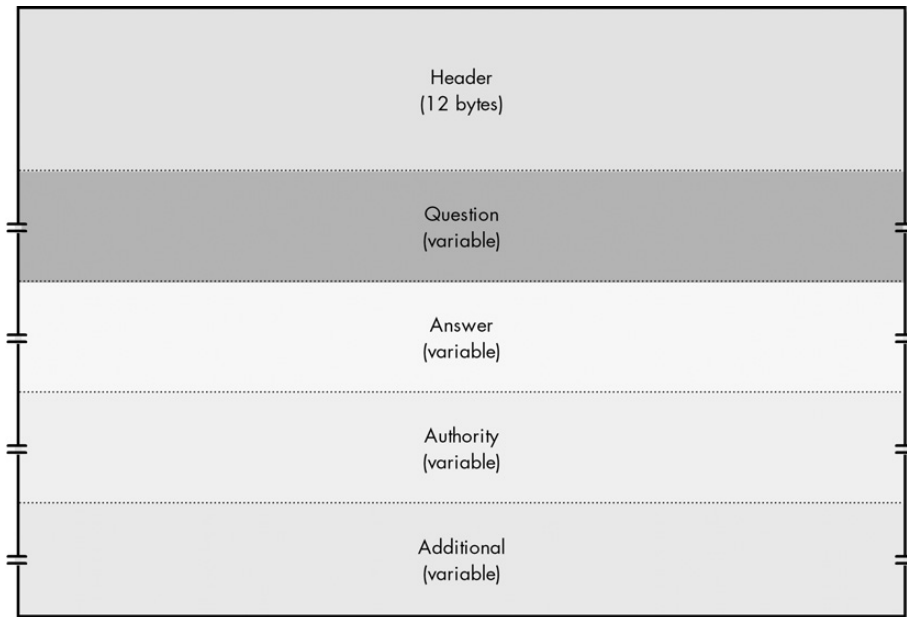 Header
(12 bytes)
Question
(variable)
Answer
(variable)
Authority
(variable)
Additional
(variable)